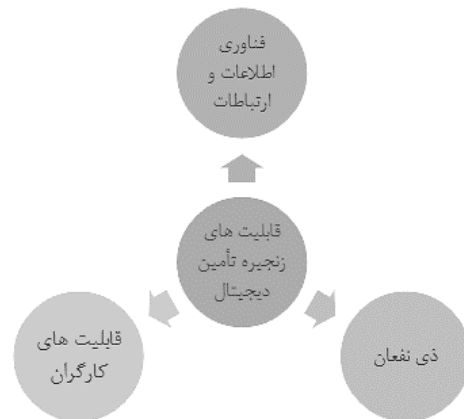 فناوری
اطلاعات و
ارتباطات
قابلیت های
زنجیره تأمین
دیجیتال
ذی نفعان
قابلیت های
کارگران